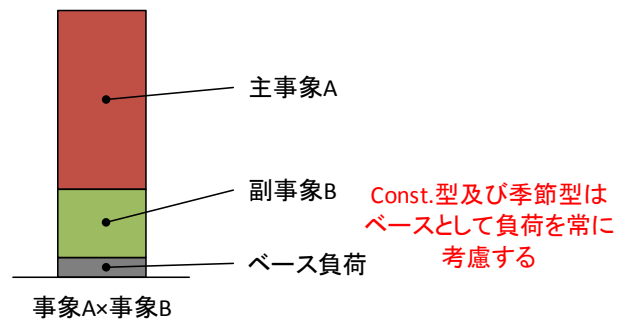 主事象A
副事象B
ベース負荷
Const.型及び季節型は
ベースとして負荷を常に
考慮する
事象A×事象B